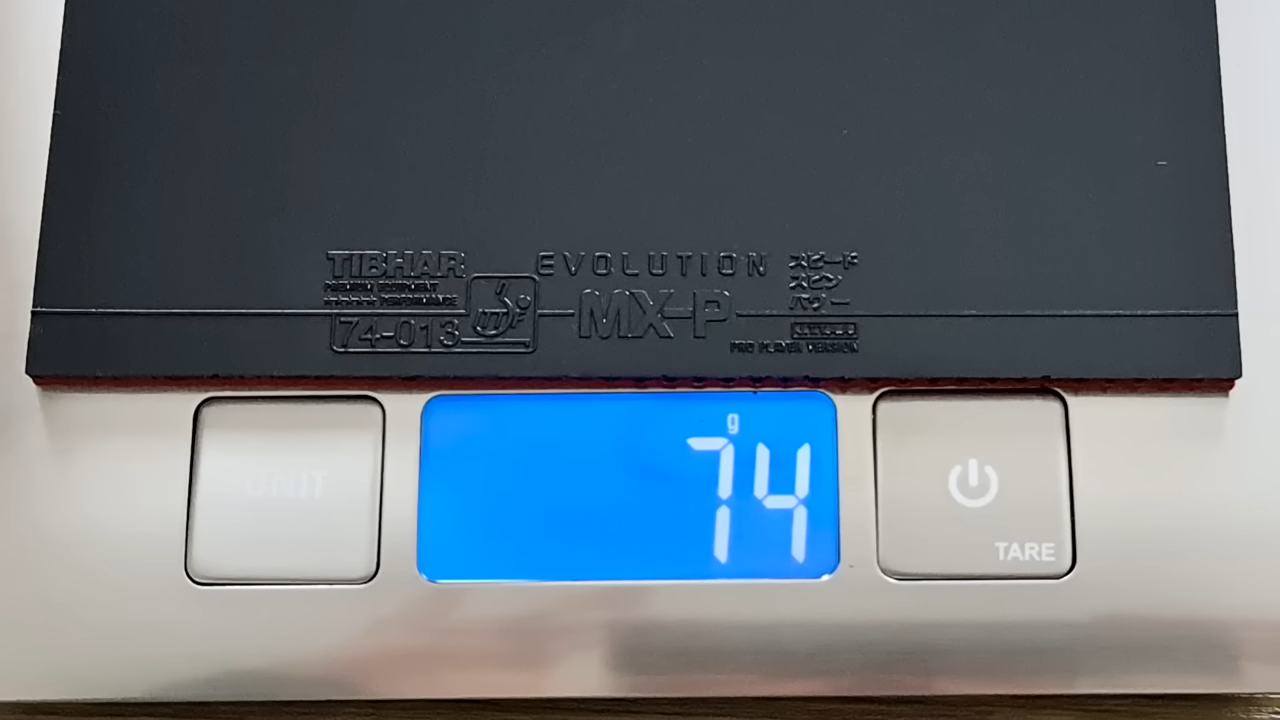 TIBHAR
PREMIUM EQUIPMENT
PERFORMANCE
74-013
ITTF
EVOLUTION
MX-P
スピード
スピン
パワー
PRO PLAYER VERSION
UNIT
g
74
TARE